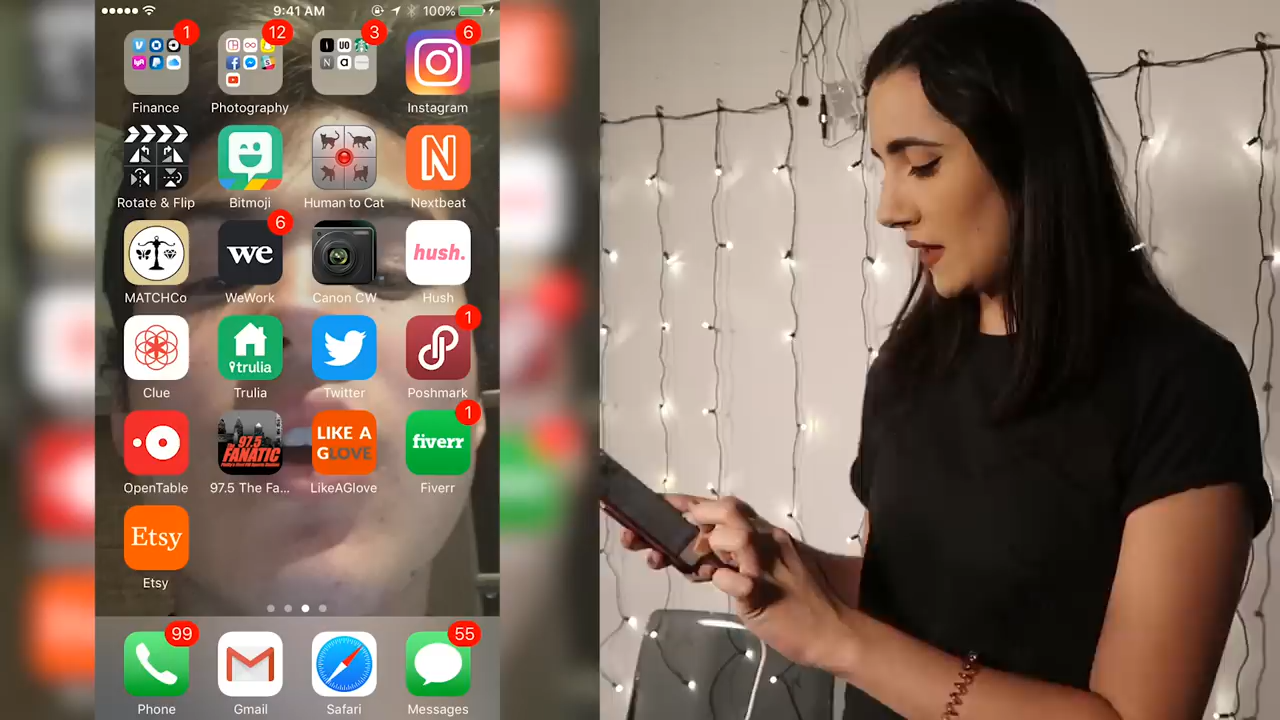 9:41 AM 100%
1 12 3 6
UO
N a
Finance Photography Instagram
N
Rotate & Flip Bitmoji Human to Cat Nextbeat
6
we hush.
MATCHCo WeWork Canon CW Hush
1
trulia
Clue Trulia Twitter Poshmark
1
97.5 FANATIC LIKE A GLOVE fiverr
OpenTable 97.5 The Fa... LikeAGlove Fiverr
Etsy
Etsy
99 55
Phone Gmail Safari Messages